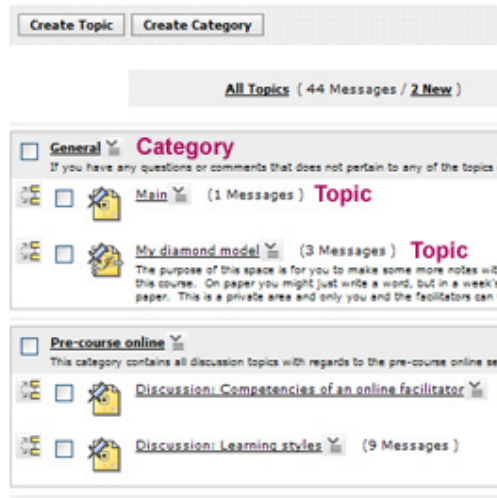 Create Topic Create Category
All Topics ( 44 Messages / 2 New )
General Category
If you have any questions or comments that does not pertain to any of the topics
Main (1 Messages ) Topic
My diamond model (3 Messages ) Topic
The purpose of this space is for you to make some more notes wit
this course. On paper you might just write a word, but in a week's
paper. This is a private area and only you and the facilitators can
Pre-course online
This category contains all discussion topics with regards to the pre-course online se
Discussion: Competencies of an online facilitator
Discussion: Learning styles (9 Messages )